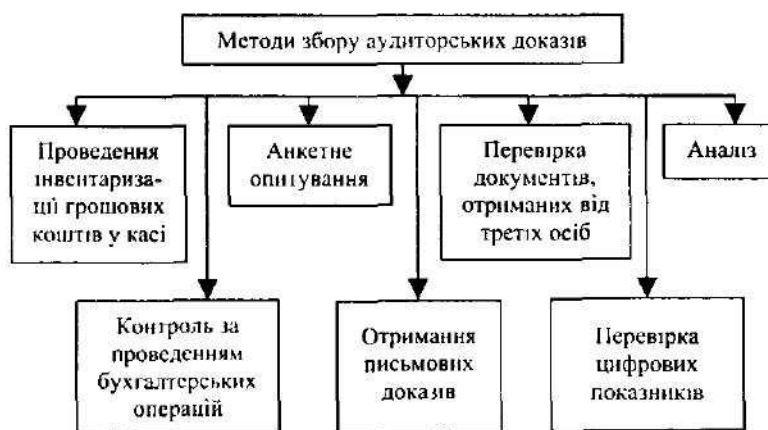 Методи збору аудиторських доказів
Проведення
інвентариза-
ції грошових
коштів у касі
Анкетне
опитування
Перевірка
документів,
отриманих від
третіх осіб
Аналіз
Контроль за
проведенням
бухгалтерських
операцій
Отримання
письмових
доказів
Перевірка
цифрових
показників